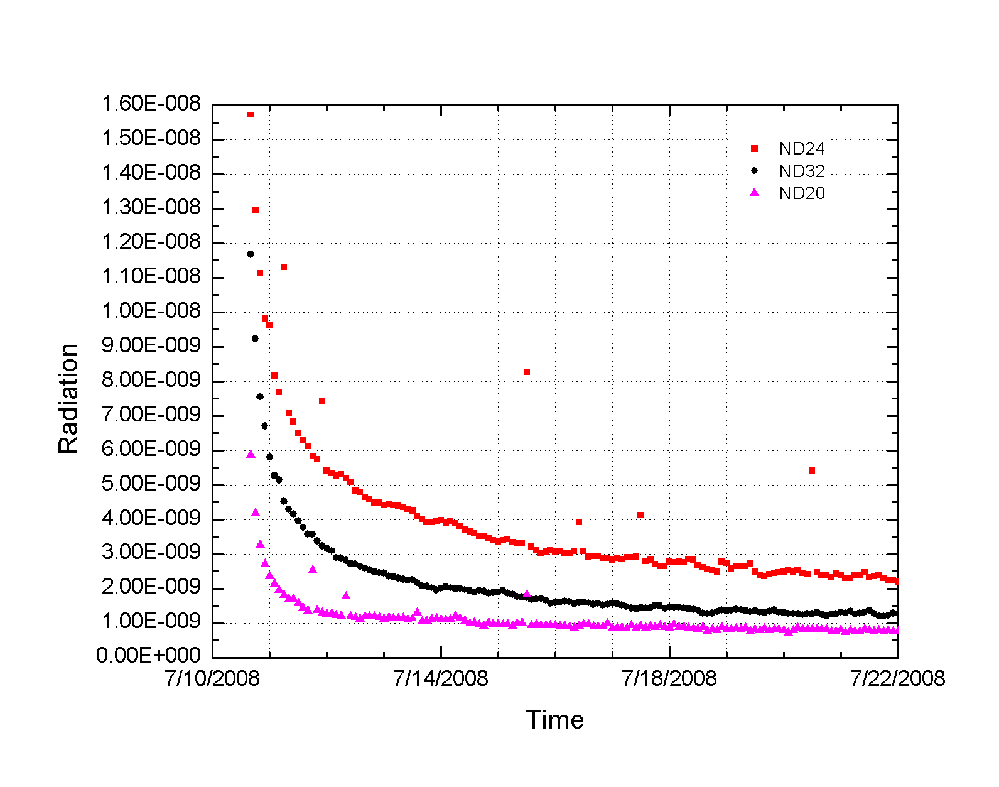 1.60E-008
1.50E-008
1.40E-008
1.30E-008
1.20E-008
1.10E-008
1.00E-008
9.00E-009
8.00E-009
7.00E-009
6.00E-009
5.00E-009
4.00E-009
3.00E-009
2.00E-009
1.00E-009
0.00E+000
Radiation
ND24
ND32
ND20
7/10/2008 7/14/2008 7/18/2008 7/22/2008
Time